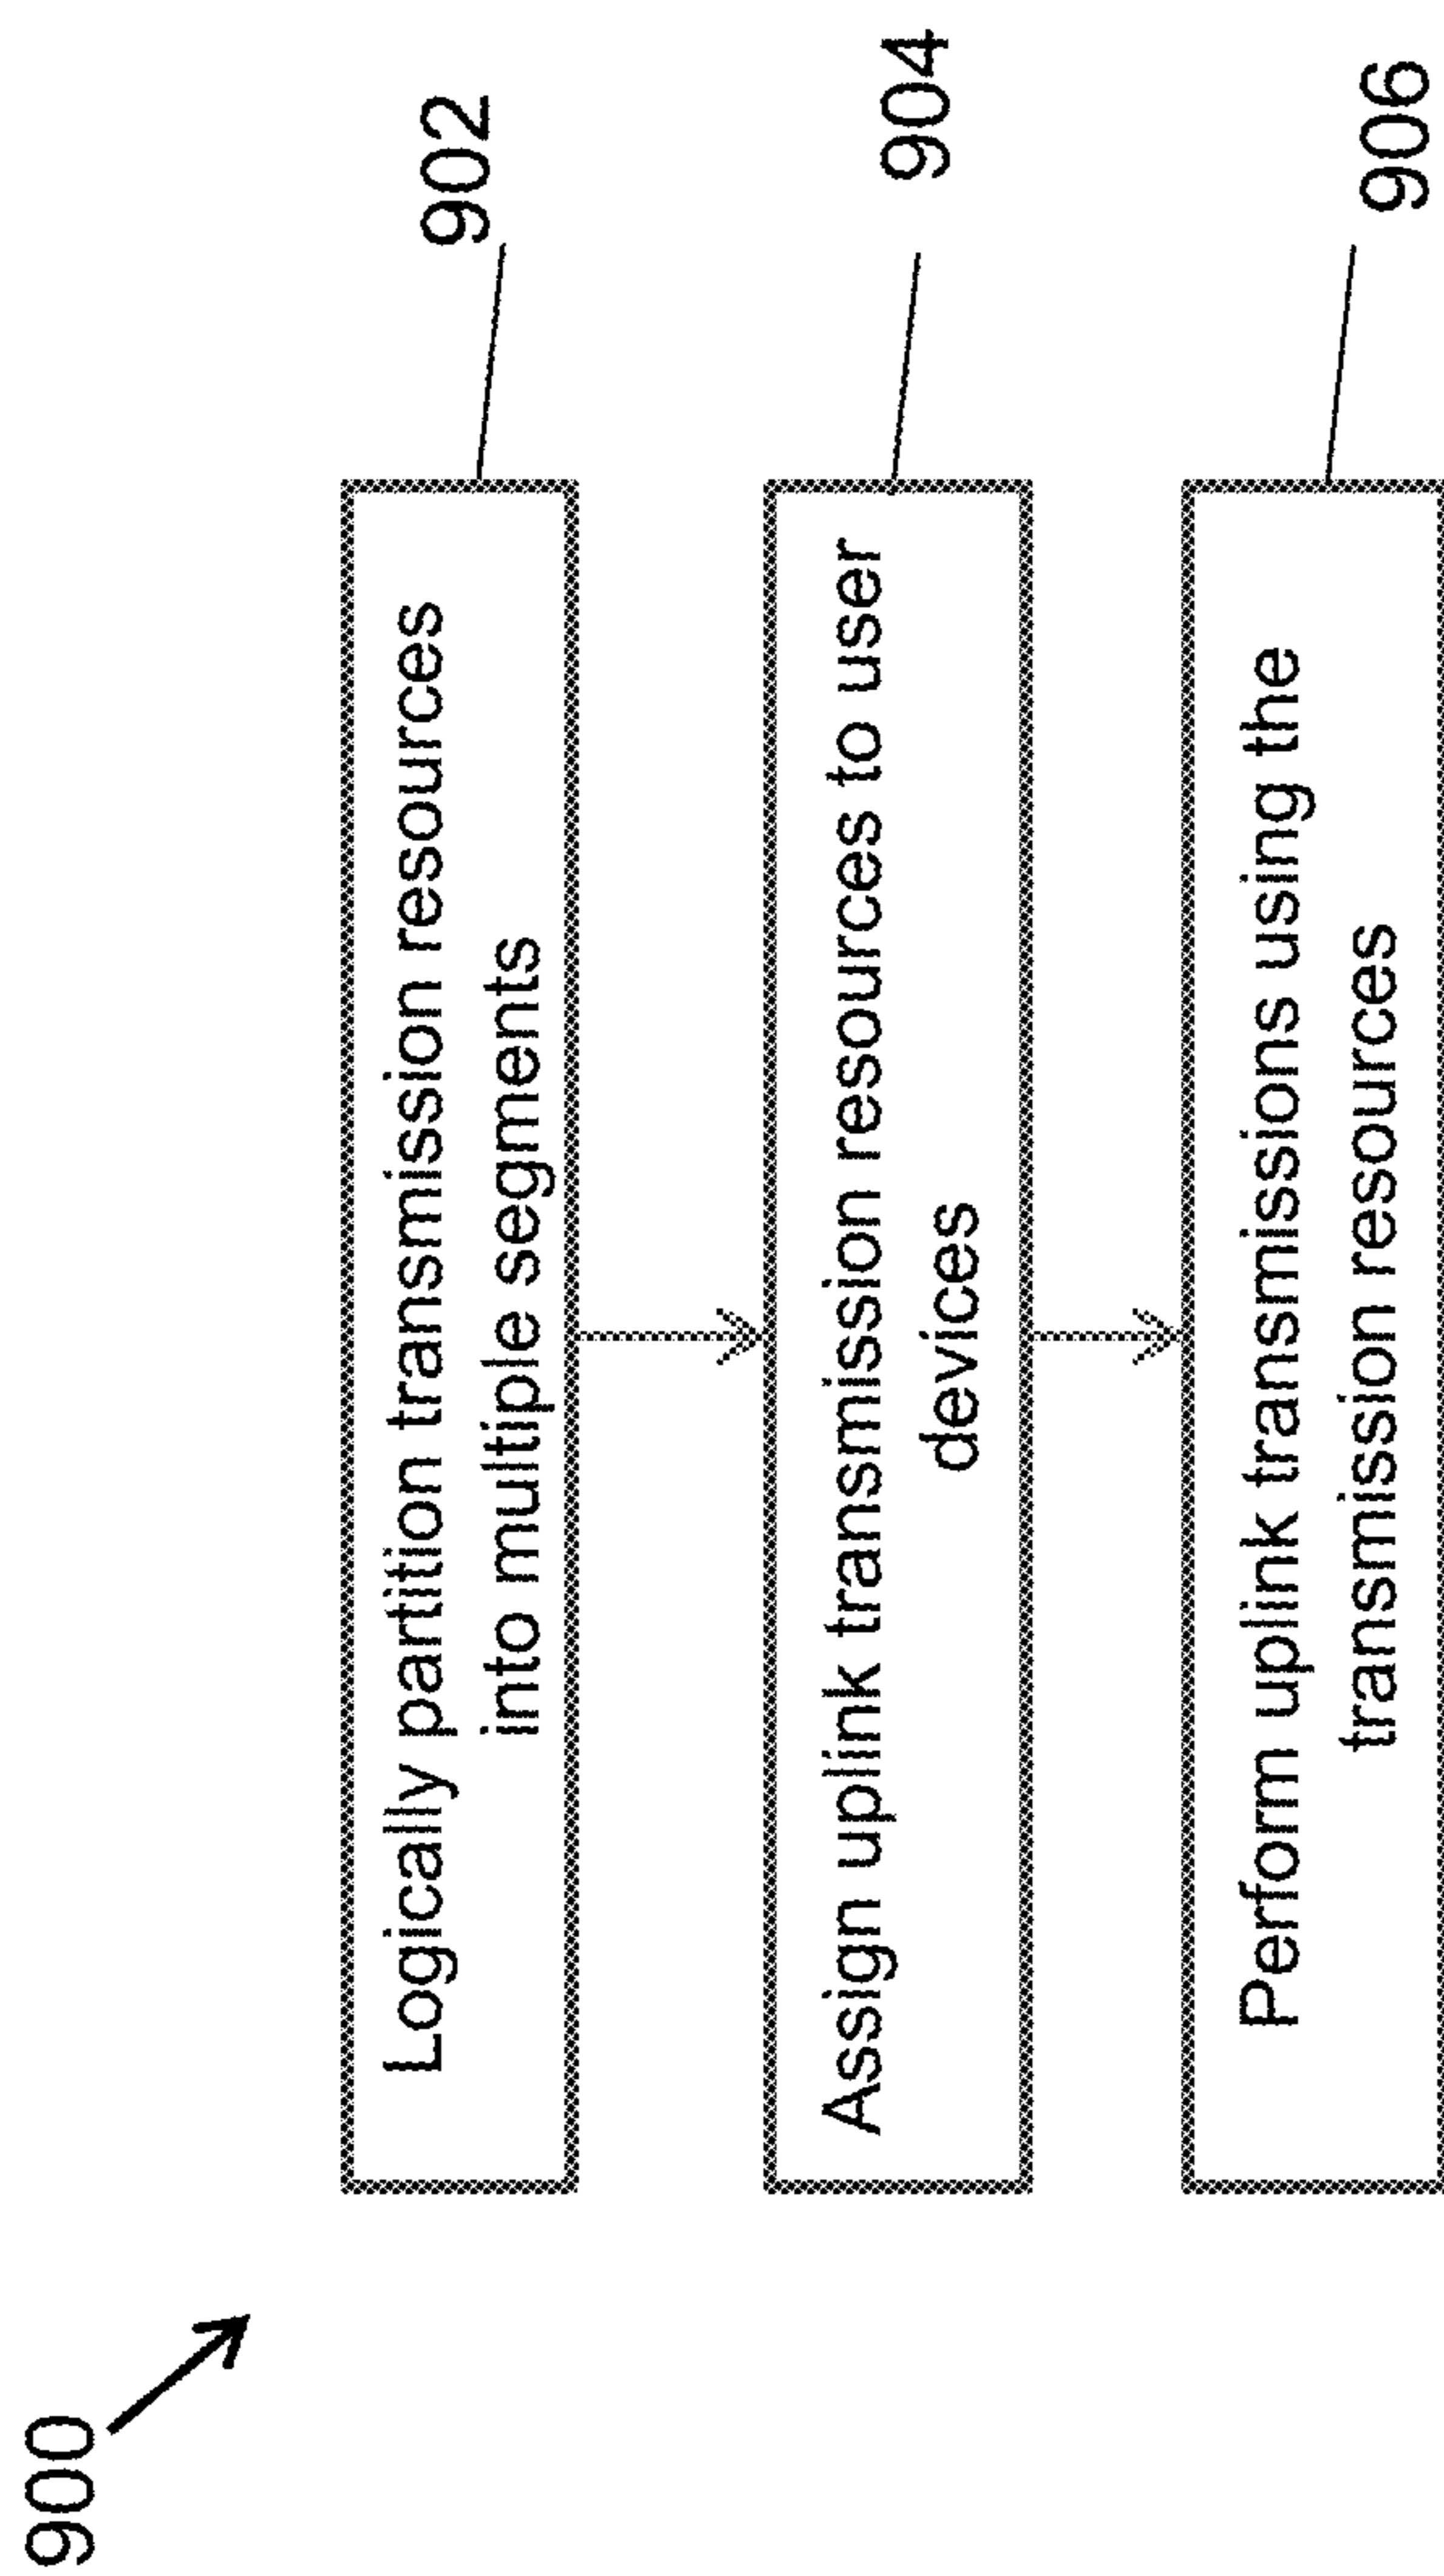 900
Logically partition transmission resources
into multiple segments
902
Assign uplink transmission resources to user
devices
904
Perform uplink transmissions using the
transmission resources
906